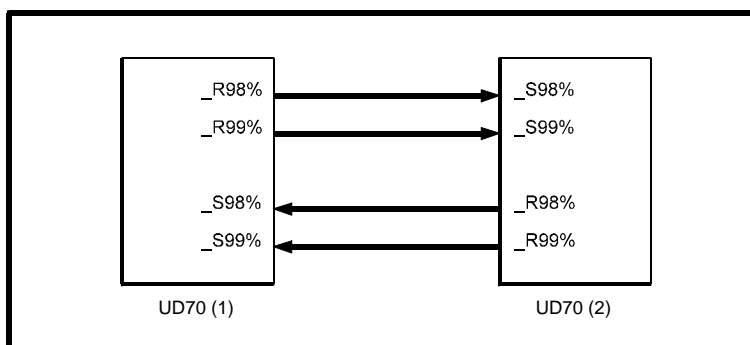 _R98% _S98%
_R99% _S99%
_S98% _R98%
_S99% _R99%
UD70 (1) UD70 (2)